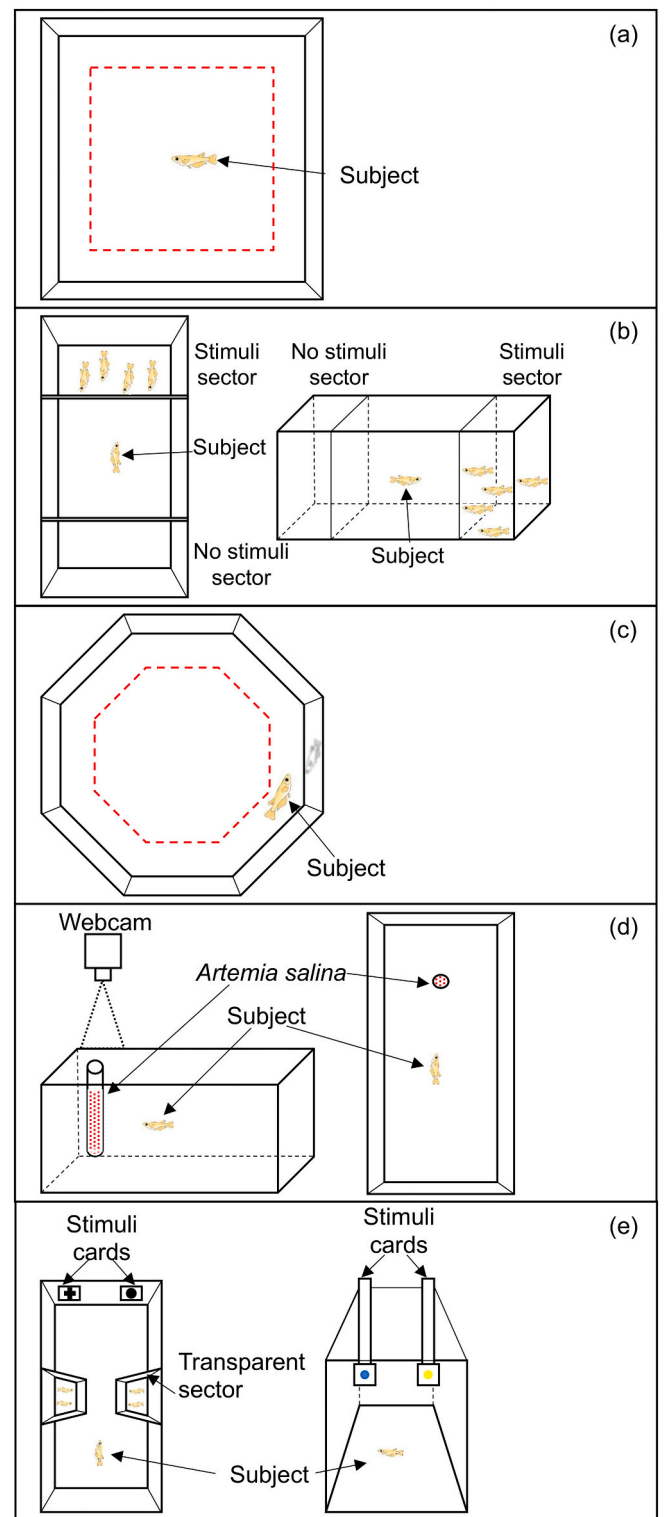 (a)
Subject
(b)
Stimuli
sector
No stimuli
sector
Stimuli
sector
Subject
Subject
No stimuli
sector
(c)
Subject
(d)
Webcam
Artemia salina
Subject
(e)
Stimuli
cards
Stimuli
cards
Transparent
sector
Subject